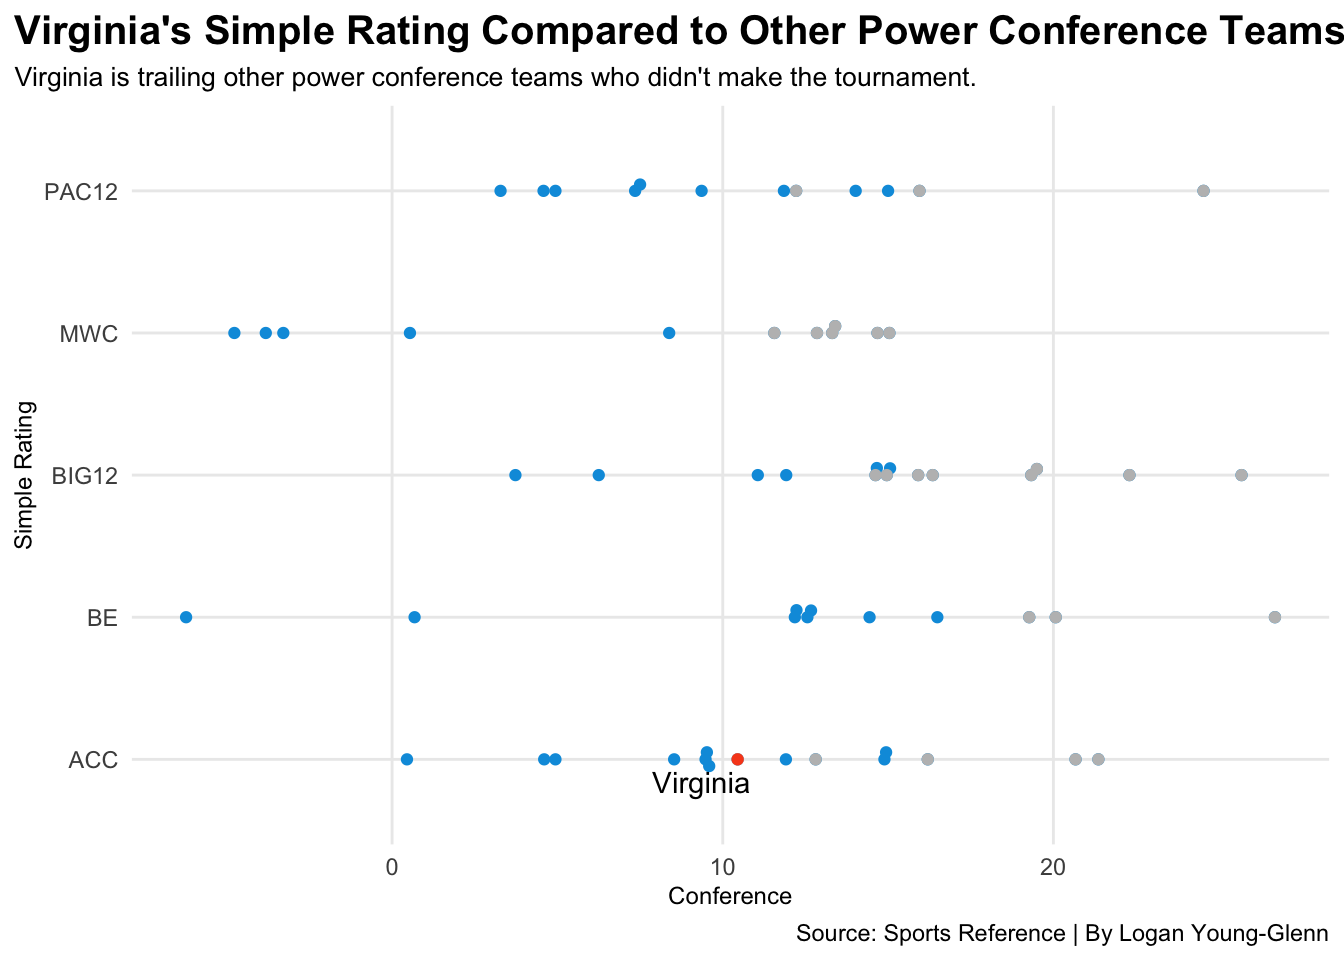 Virginia's Simple Rating Compared to Other Power Conference Teams
Virginia is trailing other power conference teams who didn't make the tournament.
PAC12
MWC
BIG12
BE
ACC
Simple Rating
Virginia
0 10 20
Conference
Source: Sports Reference | By Logan Young-Glenn